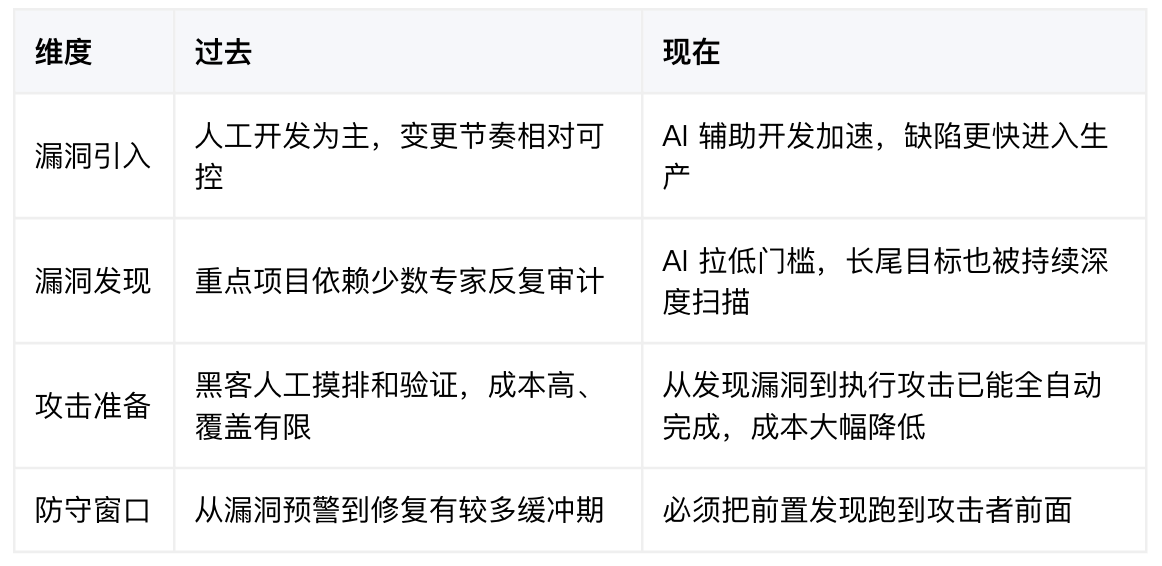 维度 过去 现在
漏洞引入
人工开发为主，变更节奏相对可
控
AI 辅助开发加速，缺陷更快进入生
产
漏洞发现
重点项目依赖少数专家反复审计
AI 拉低门槛，长尾目标也被持续深
度扫描
攻击准备
黑客人工摸排和验证，成本高、
覆盖有限
从发现漏洞到执行攻击已能全自动
完成，成本大幅降低
防守窗口
从漏洞预警到修复有较多缓冲期
必须把前置发现跑到攻击者前面